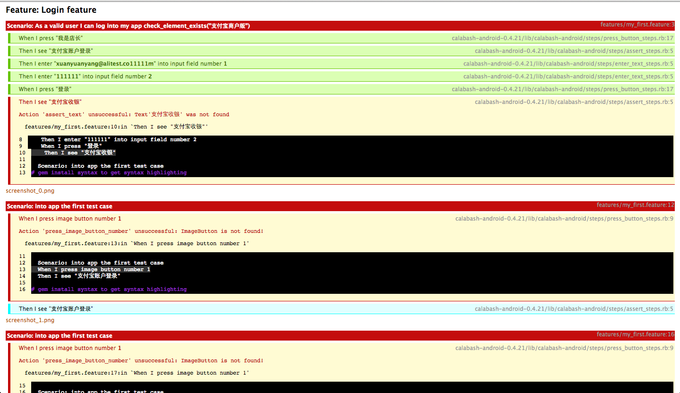 Feature: Login feature
Scenario: As a valid user I can log into my app check_element_exists("支付宝商户版") features/my_first.feature:3
When I press "我是店长" calabash-android-0.4.21/lib/calabash-android/steps/press_button_steps.rb:17
Then I see "支付宝账户登录" calabash-android-0.4.21/lib/calabash-android/steps/assert_steps.rb:5
Then I enter "xuanyuanyang@alitest.co11111m" into input field number 1 calabash-android-0.4.21/lib/calabash-android/steps/enter_text_steps.rb:5
Then I enter "111111" into input field number 2 calabash-android-0.4.21/lib/calabash-android/steps/enter_text_steps.rb:5
When I press "登录" calabash-android-0.4.21/lib/calabash-android/steps/press_button_steps.rb:17
Then I see "支付宝收银" calabash-android-0.4.21/lib/calabash-android/steps/assert_steps.rb:5
Action 'assert_text' unsuccessful: Text'支付宝收银' was not found
features/my_first.feature:10:in `Then I see "支付宝收银"'
8 Then I enter "111111" into input field number 2
9 When I press "登录"
10 Then I see "支付宝收银"
11
12 Scenario: into app the first test case
13 # gem install syntax to get syntax highlighting
screenshot_0.png
Scenario: into app the first test case features/my_first.feature:12
When I press image button number 1 calabash-android-0.4.21/lib/calabash-android/steps/press_button_steps.rb:9
Action 'press_image_button_number' unsuccessful: ImageButton is not found!
features/my_first.feature:13:in `When I press image button number 1'
11
12 Scenario: into app the first test case
13 When I press image button number 1
14 Then I see "支付宝账户登录"
15
16 # gem install syntax to get syntax highlighting
Then I see "支付宝账户登录" calabash-android-0.4.21/lib/calabash-android/steps/assert_steps.rb:5
screenshot_1.png
Scenario: into app the first test case features/my_first.feature:16
When I press image button number 1 calabash-android-0.4.21/lib/calabash-android/steps/press_button_steps.rb:9
Action 'press_image_button_number' unsuccessful: ImageButton is not found!
features/my_first.feature:17:in `When I press image button number 1'
15
16 Scenario: into app the first test case